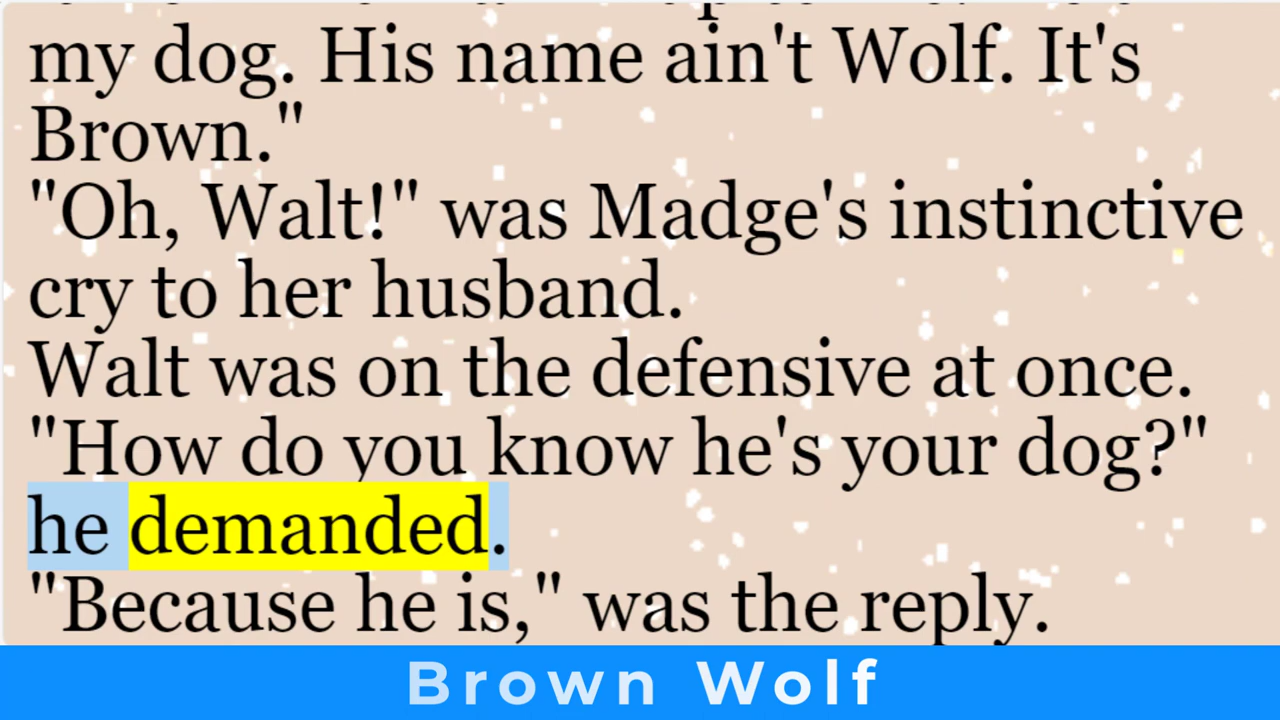 my dog. His name ain't Wolf. It's
Brown."
"Oh, Walt!" was Madge's instinctive
cry to her husband.
Walt was on the defensive at once.
"How do you know he's your dog?"
he demanded.
"Because he is," was the reply.
Brown Wolf